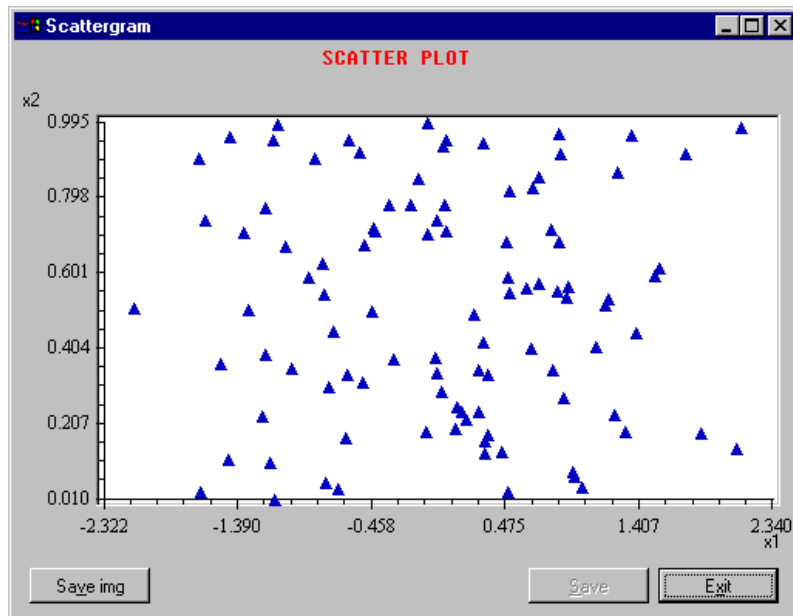 Scattergram
SCATTER PLOT
x2
0.995
0.798
0.601
0.404
0.207
0.010
-2.322 -1.390 -0.458 0.475 1.407 2.340
x1
Save img Save Exit